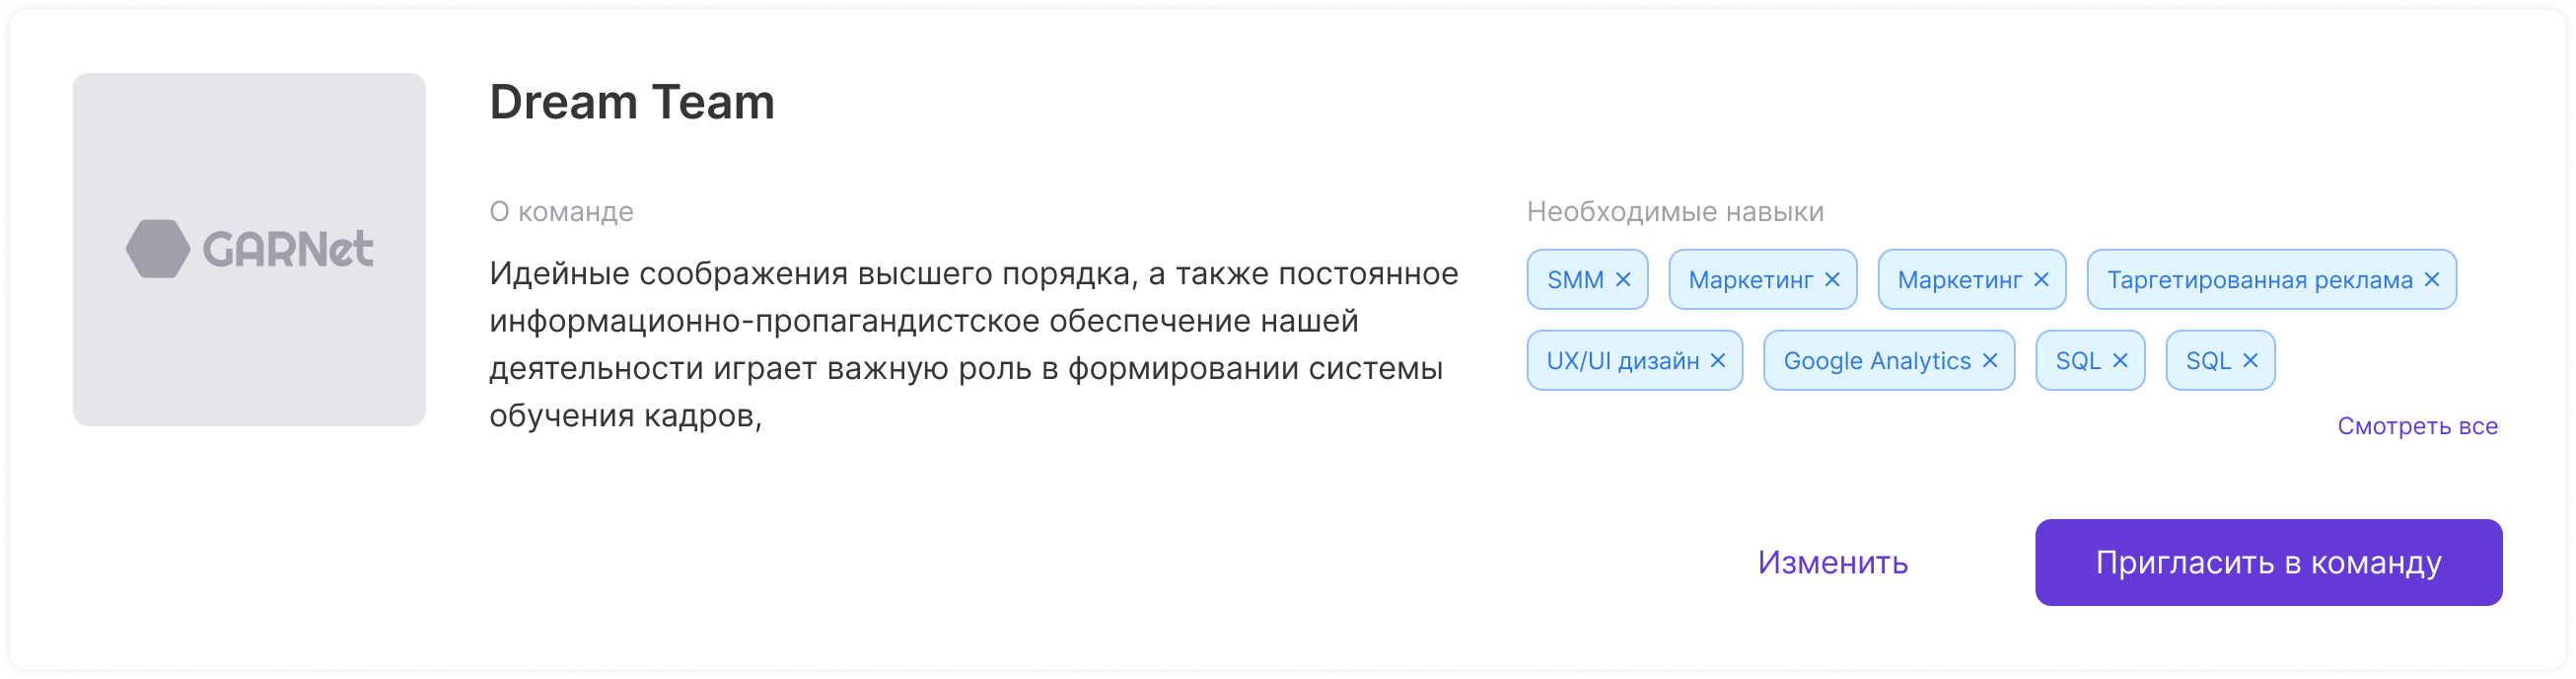 GARNet
Dream Team
О команде
Идейные соображения высшего порядка, а также постоянное
информационно-пропагандистское обеспечение нашей
деятельности играет важную роль в формировании системы
обучения кадров,
Необходимые навыки
SMM × Маркетинг × Маркетинг × Таргетированная реклама ×
UX/UI дизайн × Google Analytics × SQL × SQL ×
Смотреть все
Изменить Пригласить в команду